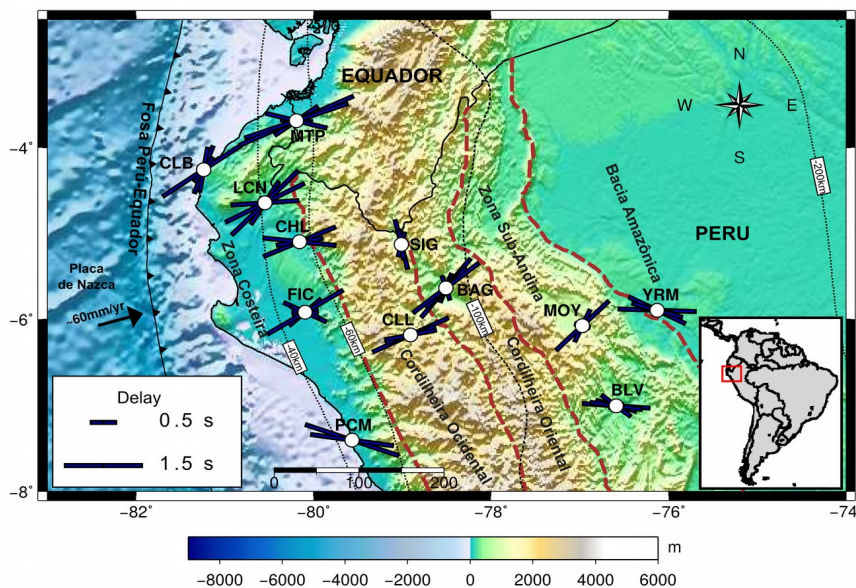 EQUADOR
N
W
E
S
MTP
-4°
CLB
Fosa Peru-Equador
LCN
-200km
Zona Sub-Andina
Bacia Amazônica
CHL
SIG
PERU
Zona Costeira
Placa
de Nazca
~60mm/yr
FIC
BAG
YRM
MOY
-6°
CLL
-100km
-40km
-60km
Cordilheira Ocidental
Cordilheira Oriental
BLV
Delay
0.5 s
1.5 s
PCM
km
0
100
200
-8°
-82°
-80°
-78°
-76°
-74
m
-8000
-6000
-4000
-2000
0
2000
4000
6000